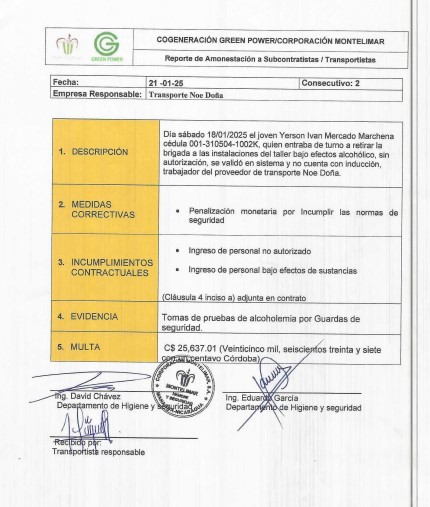 GREEN POWER
COGENERACIÓN GREEN POWER/CORPORACIÓN MONTELIMAR
Reporte de Amonestación a Subcontratistas / Transportistas
Fecha: 21 -01-25 Consecutivo: 2
Empresa Responsable: Transporte Noe Doña
1. DESCRIPCIÓN
Día sábado 18/01/2025 el joven Yerson Ivan Mercado Marchena
cédula 001-310504-1002K, quien entraba de turno a retirar la
brigada a las instalaciones del taller bajo efectos alcohólico, sin
autorización, se validó en sistema y no cuenta con inducción,
trabajador del proveedor de transporte Noe Doña.
2. MEDIDAS
CORRECTIVAS
• Penalización monetaria por Incumplir las normas de
seguridad
3. INCUMPLIMIENTOS
CONTRACTUALES
• Ingreso de personal no autorizado
• Ingreso de personal bajo efectos de sustancias
(Cláusula 4 inciso a) adjunta en contrato
4. EVIDENCIA
Tomas de pruebas de alcoholemia por Guardas de
seguridad.
5. MULTA
C$ 25,637.01 (Veinticinco mil, seiscientos treinta y siete
con un centavo Córdoba)
CORPORACION MONTELIMAR, S.A.
MONTELIMAR
HIGIENE
Y SEGURIDAD
MANAGUA-NICARAGUA
Ing. David Chávez
Departamento de Higiene y seguridad
Ing. Eduardo García
Departamento de Higiene y seguridad
Recibido por:
Transportista responsable